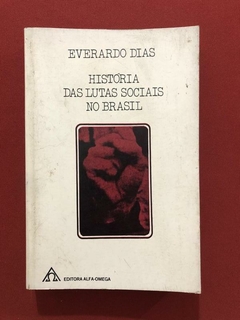 EVERARDO DIAS
HISTÓRIA
DAS LUTAS SOCIAIS
NO BRASIL
EDITORA ALFA-OMEGA